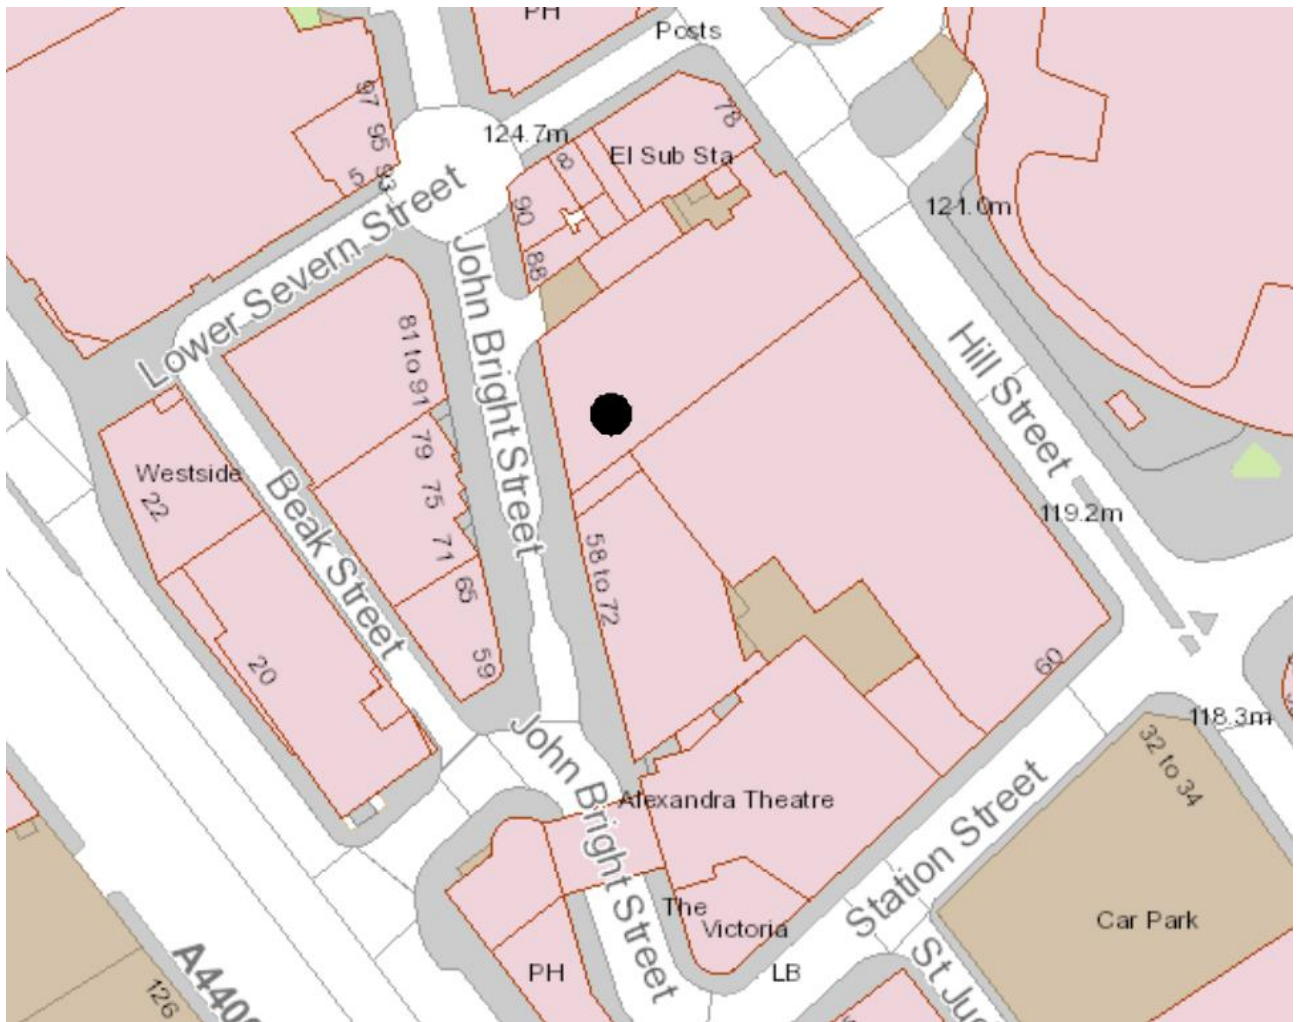 PH
Posts
97
95
93
5
124.7m
78
El Sub Sta
8
90
88
121.0m
Lower Severn Street
John Bright Street
81 to 91
79
75
71
65
59
Hill Street
Westside
22
Beak Street
20
58 to 72
119.2m
60
118.3m
32 to 34
John Bright Street
Alexandra Theatre
Station Street
The
Victoria
Car Park
PH
LB
St Jud
A4400
126